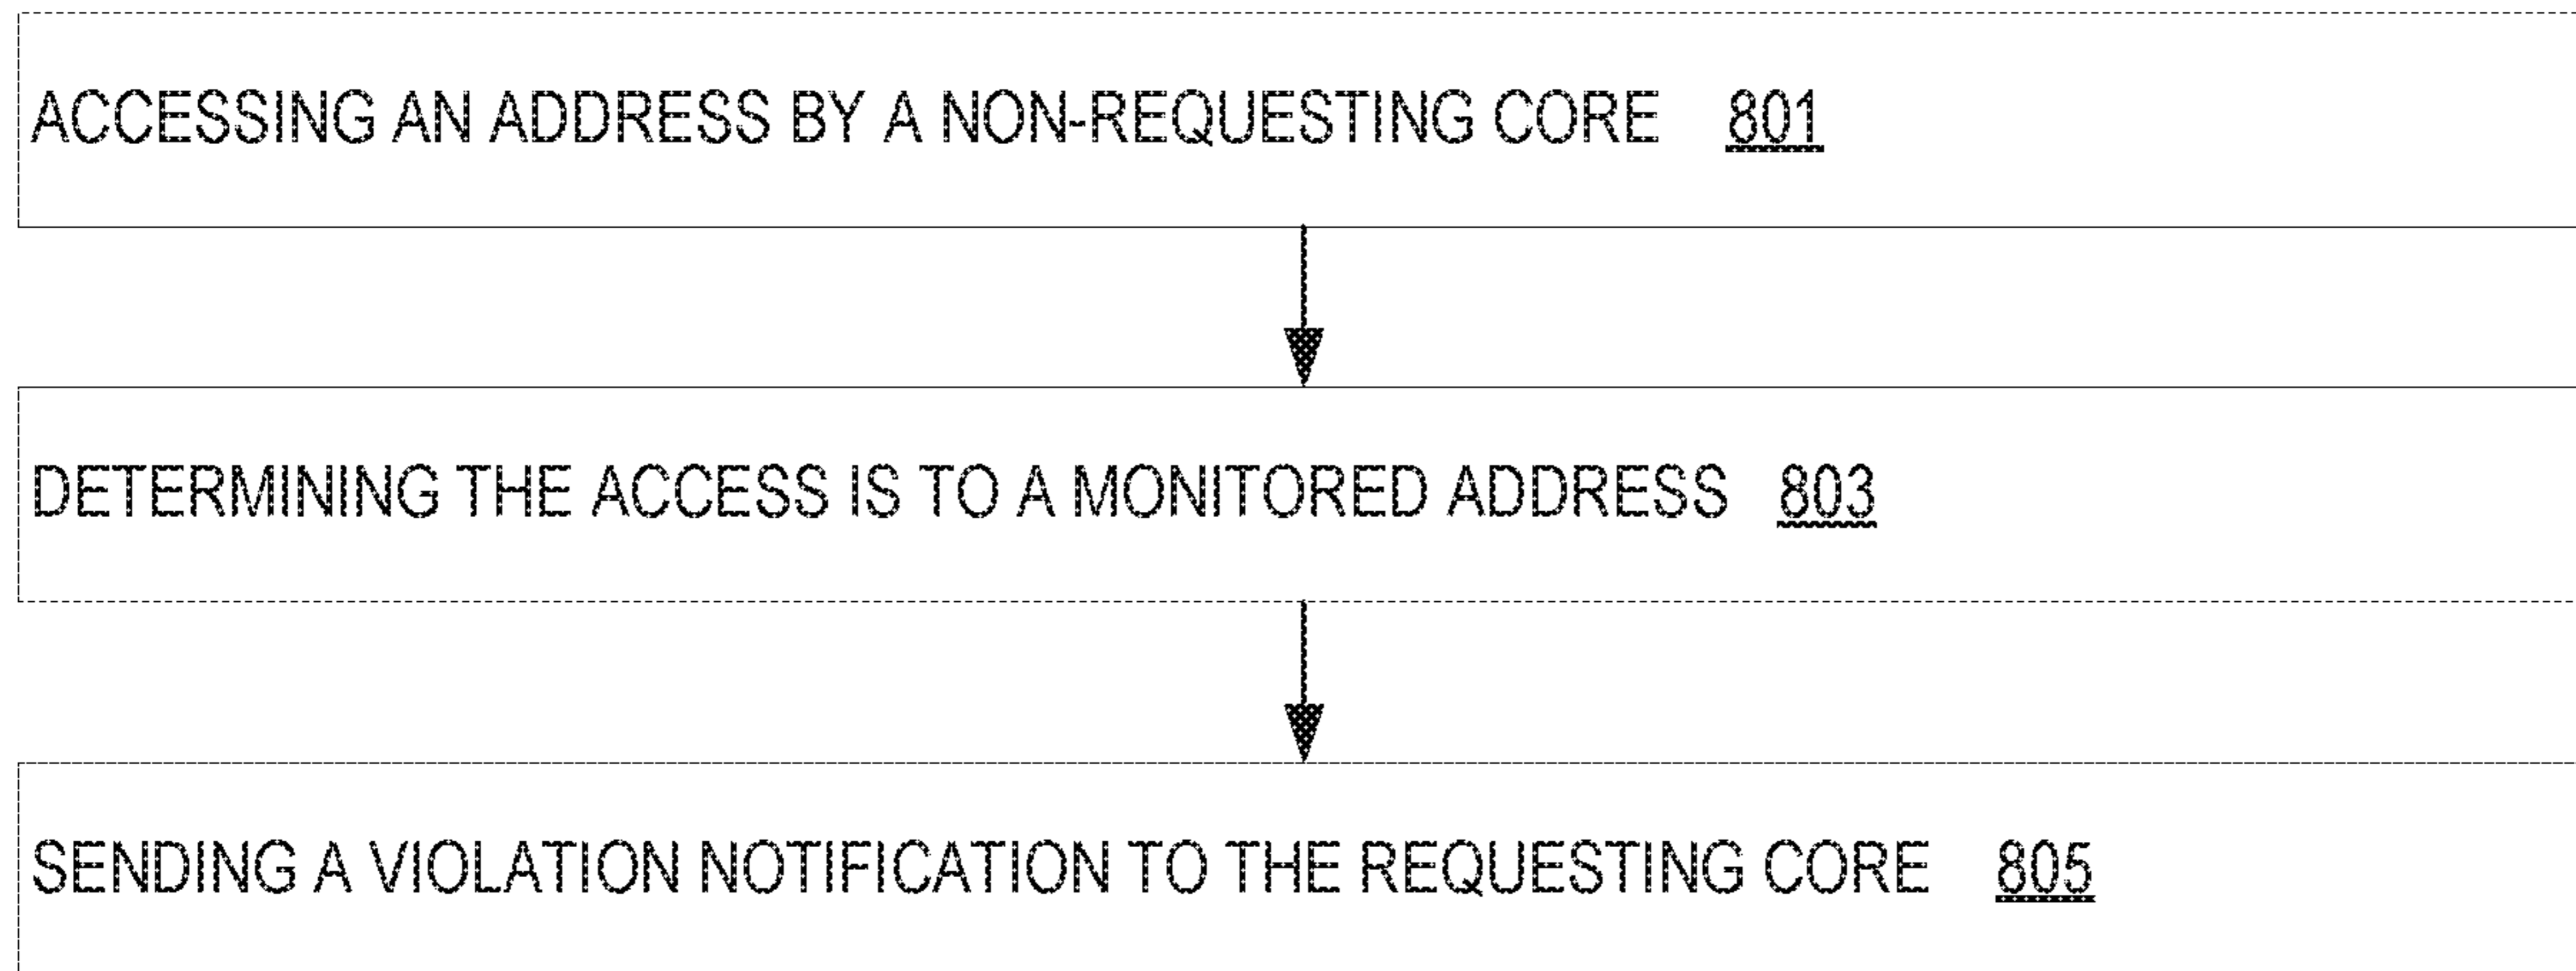 ACCESSING AN ADDRESS BY A NON-REQUESTING CORE 801
DETERMINING THE ACCESS IS TO A MONITORED ADDRESS 803
SENDING A VIOLATION NOTIFICATION TO THE REQUESTING CORE 805